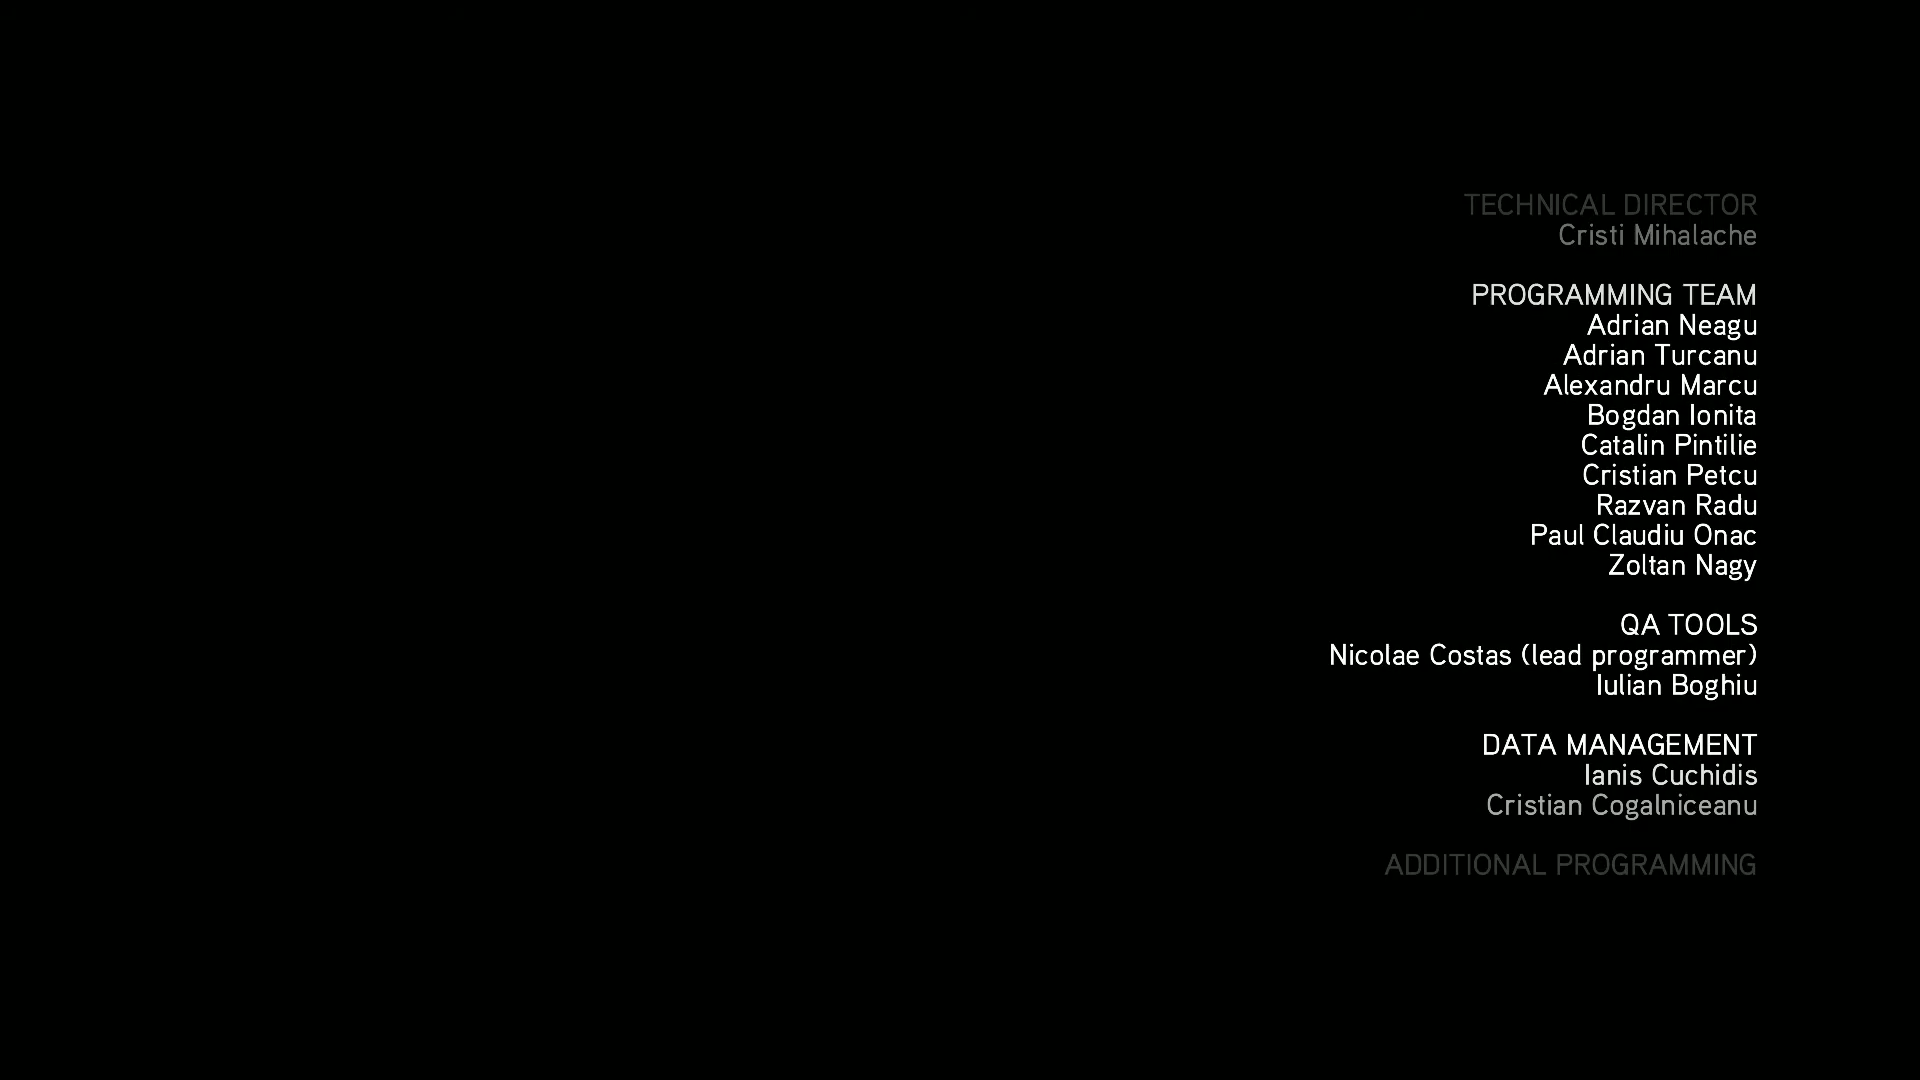 TECHNICAL DIRECTOR
Cristi Mihalache
PROGRAMMING TEAM
Adrian Neagu
Adrian Turcanu
Alexandru Marcu
Bogdan Ionita
Catalin Pintilie
Cristian Petcu
Razvan Radu
Paul Claudiu Onac
Zoltan Nagy
QA TOOLS
Nicolae Costas (lead programmer)
Iulian Boghiu
DATA MANAGEMENT
Ianis Cuchidis
Cristian Cogalniceanu
ADDITIONAL PROGRAMMING